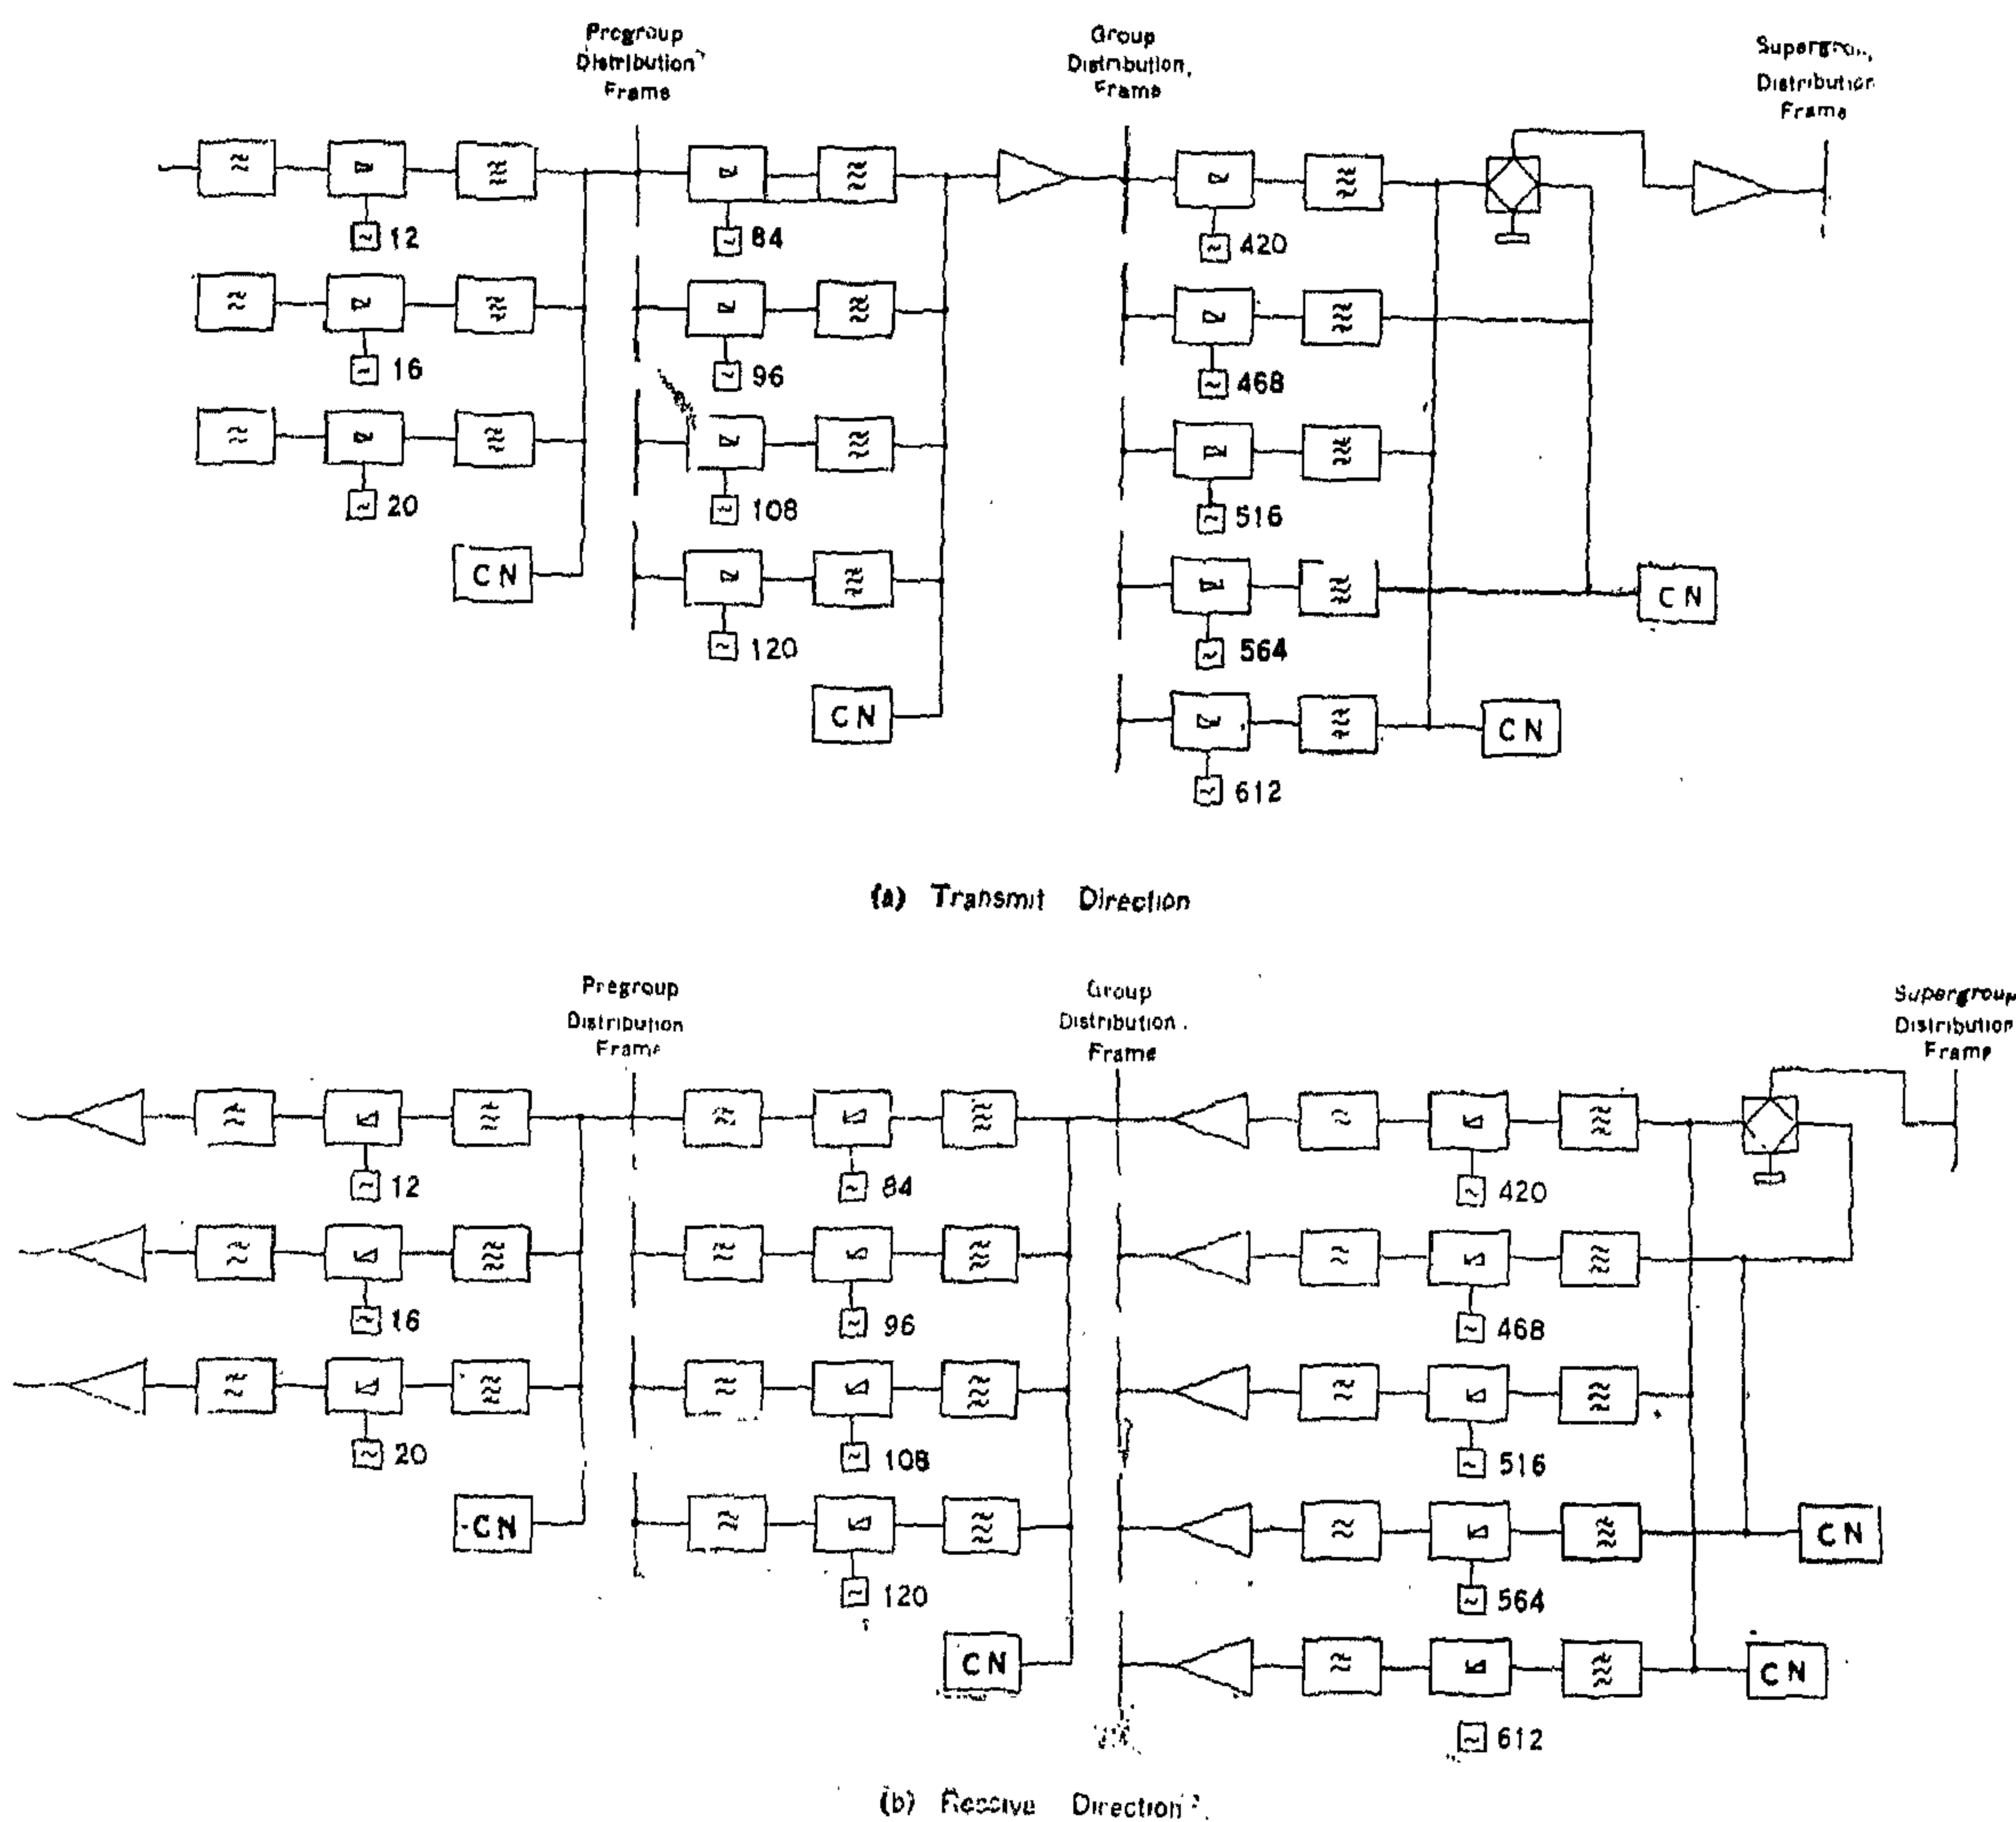 Pregroup
Distribution
Frame
Group
Distribution,
Frame
Supergroup
Distribution
Frame
12
84
420
16
96
468
20
108
516
CN
120
564
CN
CN
612
CN
(a) Transmit Direction
Pregroup
Distribution
Frame
Group
Distribution.
Frame
Supergroup
Distribution
Frame
12
84
420
16
96
468
20
108
516
CN
120
564
CN
CN
612
CN
(b) Receive Direction